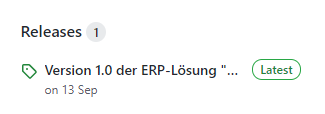 Releases 1
Version 1.0 der ERP-Lösung "... Latest
on 13 Sep